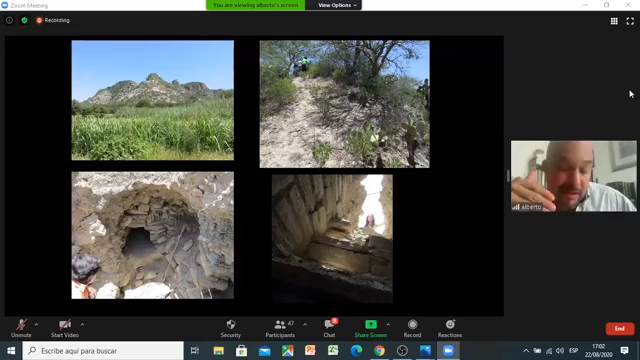 Zoom Meeting
You are viewing alberto's screen
View Options
Recording
alberto
Unmute
Start Video
Security
Participants
47
Chat
Share Screen
Record
Reactions
End
Escribe aquí para buscar
ESP
17:02
22/08/2020